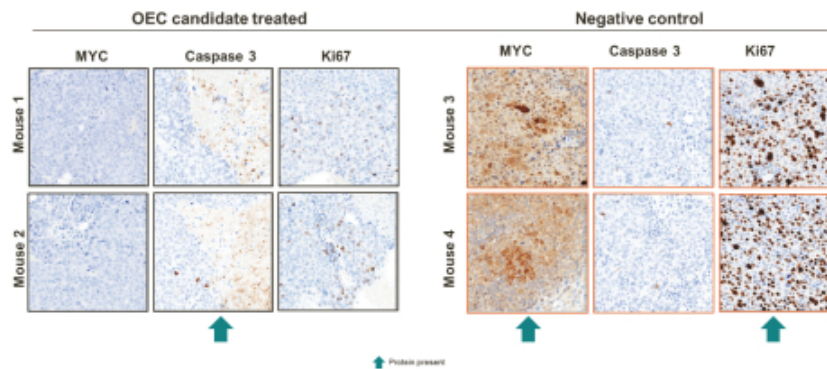 OEC candidate treated
Negative control
MYC Caspase 3 Ki67
MYC Caspase 3 Ki67
Mouse 1
Mouse 3
Mouse 2
Mouse 4
Protein present